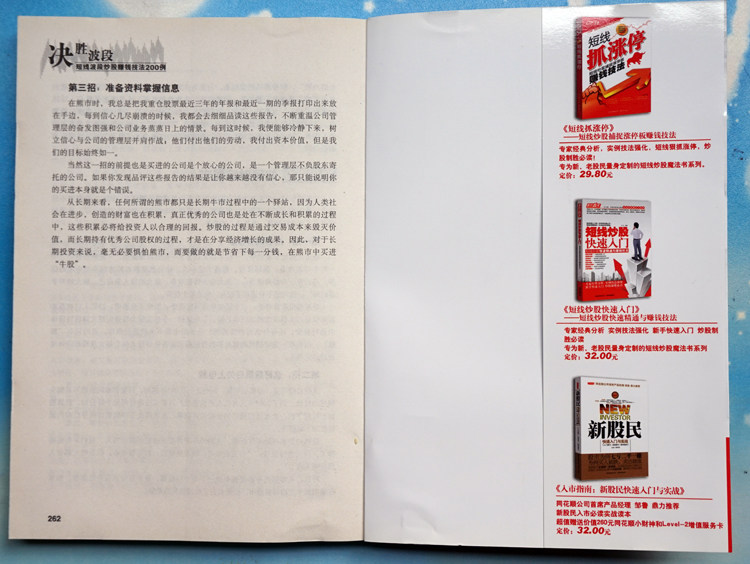 决胜波段
短线波段炒股赚钱技法200例
第三招：准备资料掌握信息
在熊市时，我总是把我重仓股票最近三年的年报和最近一期的季报打印出来放
在手边，每到信心几乎崩溃的时候，我都会去细细品读这些报告，不断重温公司管
理层的奋发图强和公司业务蒸蒸日上的情景，每到这时候，我便能够冷静下来，树
立信心与公司的管理层并肩作战，他们付出他们的劳动，我付出资本价值，但是我
们的目标始终如一。
当然这一招的前提也是买进的公司是个放心的公司，是一个管理层不负股东寄
托的公司。如果你发现品评这些报告的结果是让你越来越没有信心，那只能说明你
的买进本身就是个错误。
从长期来看，任何所谓的熊市都只是长期牛市过程中的一个驿站，因为人类社
会在进步，创造的财富也在积累，真正优秀的公司也是处在不断成长和积累的过程
中，这些积累必将给投资人以合理的回报。炒股的过程是通过交易成本来毁灭价
值，而长期持有优秀公司股权的过程，才是在分享经济增长的成果，因此，对于长
期投资来说，毫无必要惧怕熊市，而要做的就是节省下每一分钱，在熊市中买进
“牛股”。
262
短线
抓涨停
赚钱技法
《短线抓涨停》
——短线炒股捕捉涨停板赚钱技法
专家经典分析，实例技法强化，短线狠抓涨停，炒
股制胜必读！
专为新、老股民量身定制的短线炒股魔法书系列。
定价：29.80元
短线炒股
快速入门
《短线炒股快速入门》
——短线炒股快速精通与赚钱技法
专家经典分析 实例技法强化 新手快速入门 炒股制
胜必读
专为新、老股民量身定制的短线炒股魔法书系列
定价：32.00元
NEW
INVESTOR
新股民
《入市指南：新股民快速入门与实战》
同花顺公司首席产品经理 邹鲁 鼎力推荐
新股民入市必读实战读本
超值赠送价值260元同花顺小财神和Level-2增值服务卡
定价：32.00元